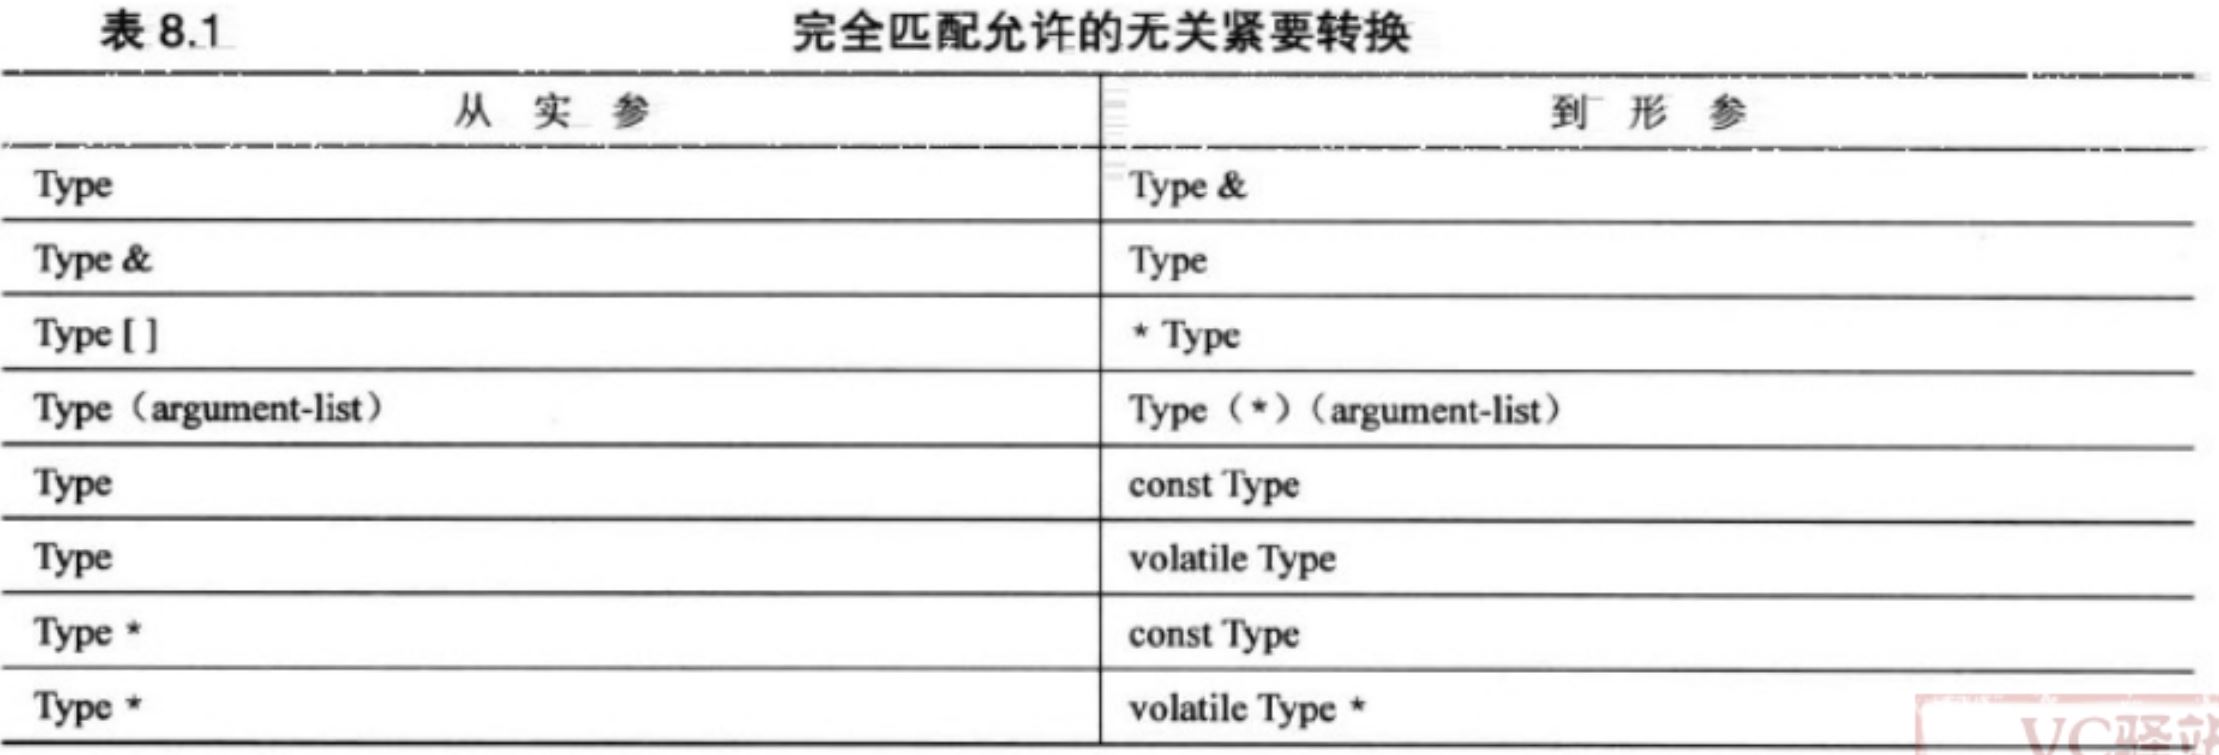 表 8.1 完全匹配允许的无关紧要转换
从 实 参 到 形 参
Type Type &
Type & Type
Type [ ] * Type
Type（argument-list） Type（*）（argument-list）
Type const Type
Type volatile Type
Type * const Type
Type * volatile Type *
VC驿站